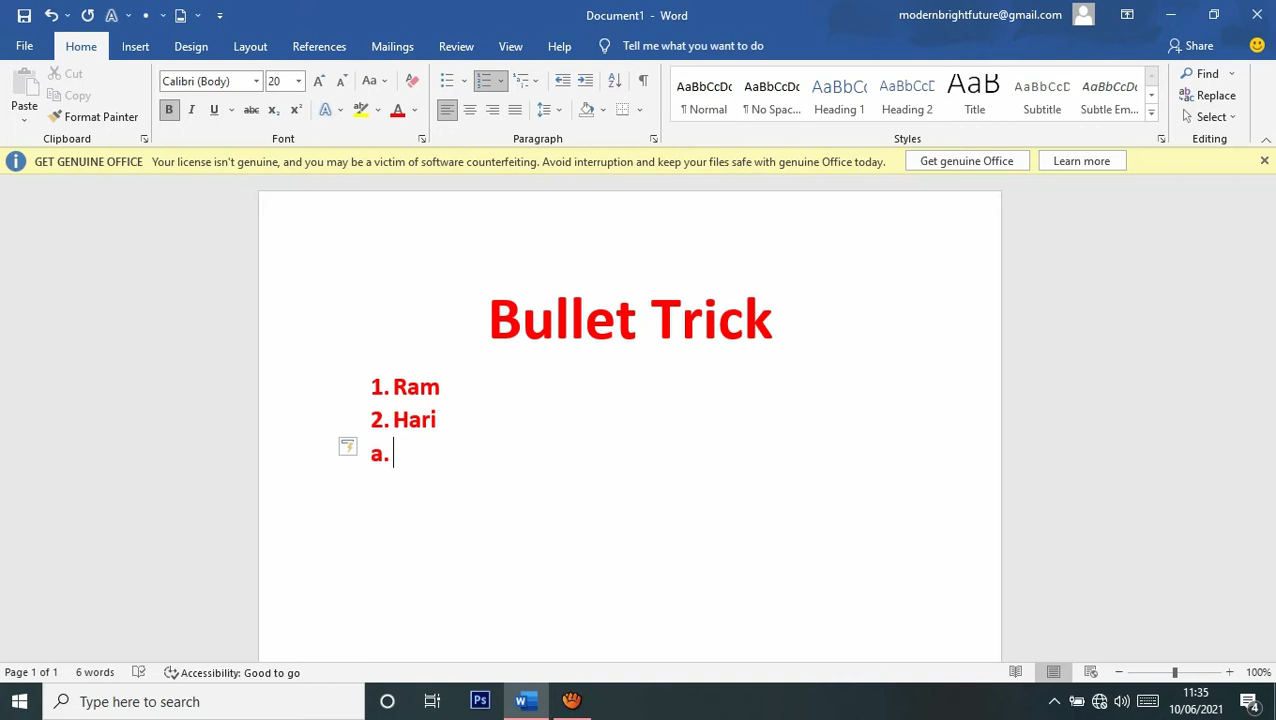 Document1 - Word
modernbrightfuture@gmail.com
File Home Insert Design Layout References Mailings Review View Help Tell me what you want to do Share
Paste
Cut
Copy
Format Painter
Clipboard
Calibri (Body) 20
Font
Paragraph
AaBbCcDc AaBbCcDc AaBbCc AaBbCcD AaB AaBbCcD AaBbCcDc
¶ Normal ¶ No Spac... Heading 1 Heading 2 Title Subtitle Subtle Em...
Styles
Find
Replace
Select
Editing
GET GENUINE OFFICE Your license isn't genuine, and you may be a victim of software counterfeiting. Avoid interruption and keep your files safe with genuine Office today. Get genuine Office Learn more
Bullet Trick
1. Ram
2. Hari
a.
Page 1 of 1 6 words Accessibility: Good to go 100%
Type here to search
Ps
11:35
10/06/2021
4